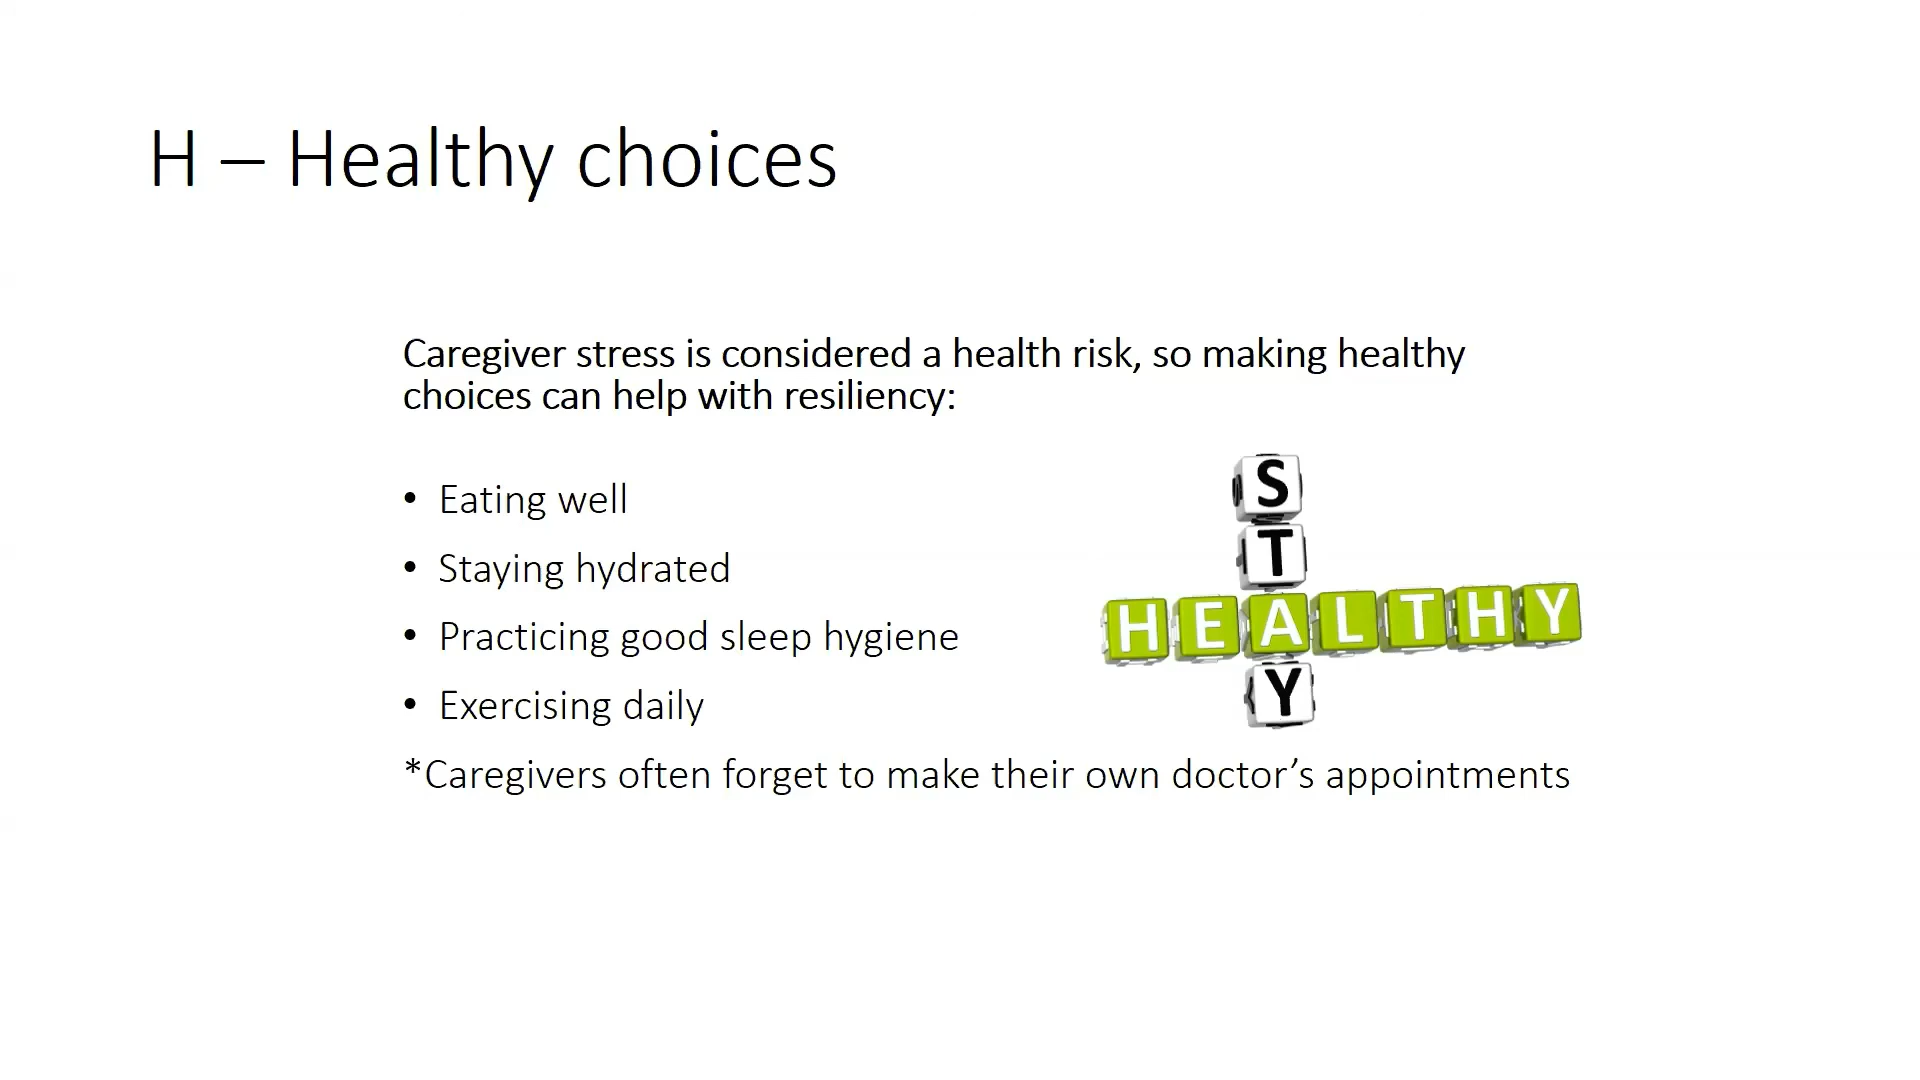 H – Healthy choices
Caregiver stress is considered a health risk, so making healthy
choices can help with resiliency:
• Eating well
• Staying hydrated
• Practicing good sleep hygiene
• Exercising daily
STAY
HEALTHY
*Caregivers often forget to make their own doctor’s appointments